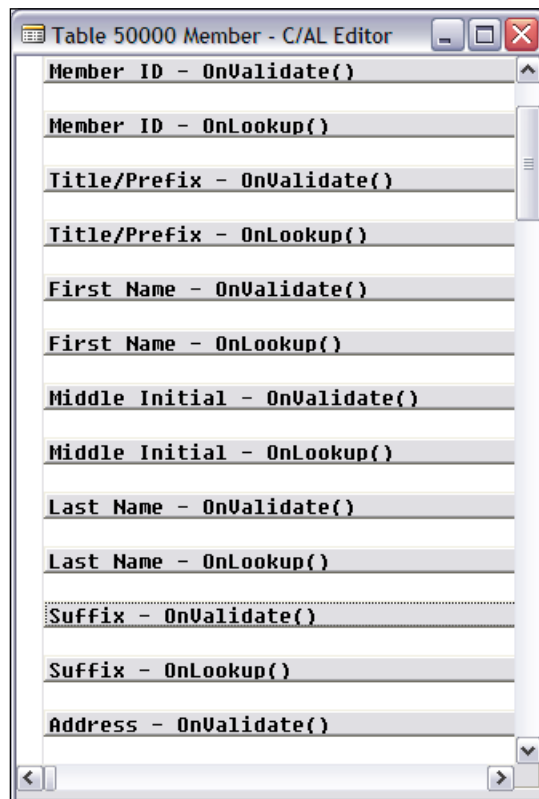 Table 50000 Member - C/AL Editor
Member ID - OnValidate()
Member ID - OnLookup()
Title/Prefix - OnValidate()
Title/Prefix - OnLookup()
First Name - OnValidate()
First Name - OnLookup()
Middle Initial - OnValidate()
Middle Initial - OnLookup()
Last Name - OnValidate()
Last Name - OnLookup()
Suffix - OnValidate()
Suffix - OnLookup()
Address - OnValidate()